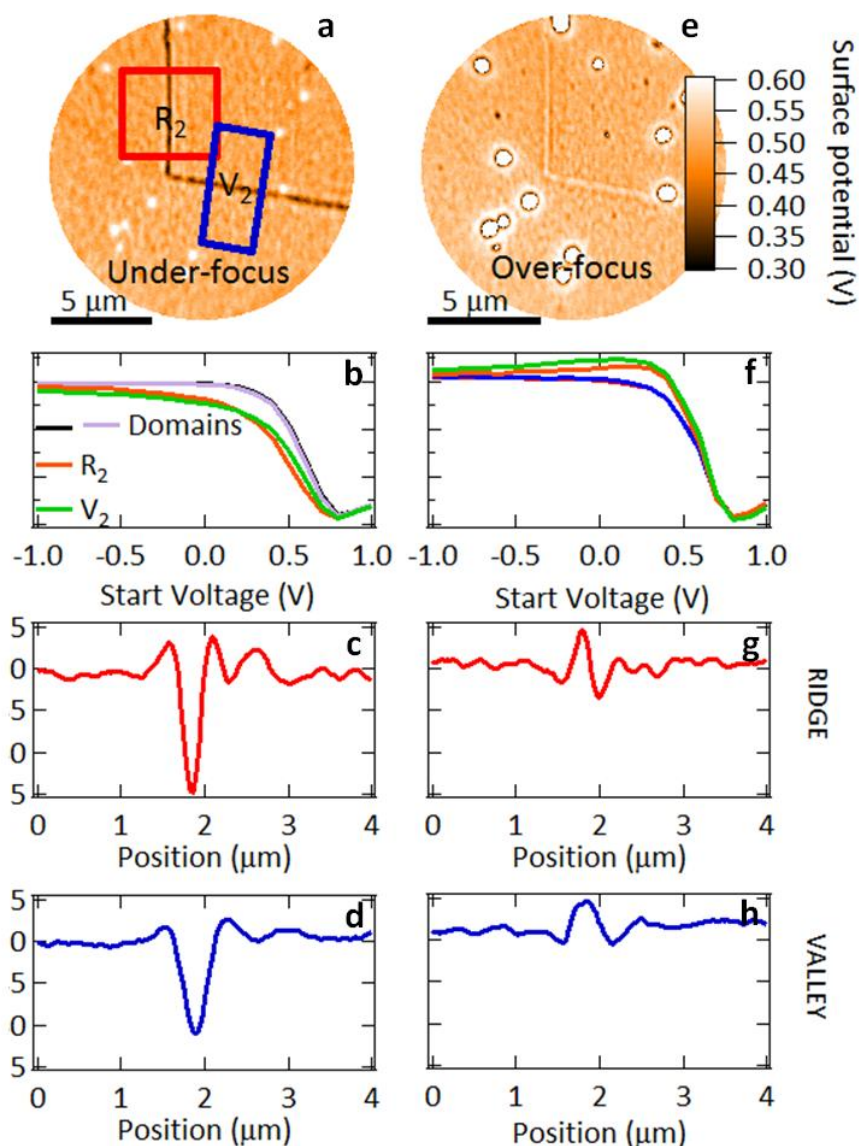 a
R2
V2
Under-focus
5 μm
e
Over-focus
5 μm
0.60
0.50
0.45
0.40
0.35
0.30
Surface potential (V)
b
Domains
R2
V2
-1.0 -0.5 0.0 0.5 1.0
Start Voltage (V)
f
-1.0 -0.5 0.0 0.5 1.0
Start Voltage (V)
c
5
0
5
0
5
0 1 2 3 4
Position (μm)
g
0 1 2 3 4
Position (μm)
RIDGE
d
5
0
0
5
0 1 2 3 4
Position (μm)
h
0 1 2 3 4
Position (μm)
VALLEY